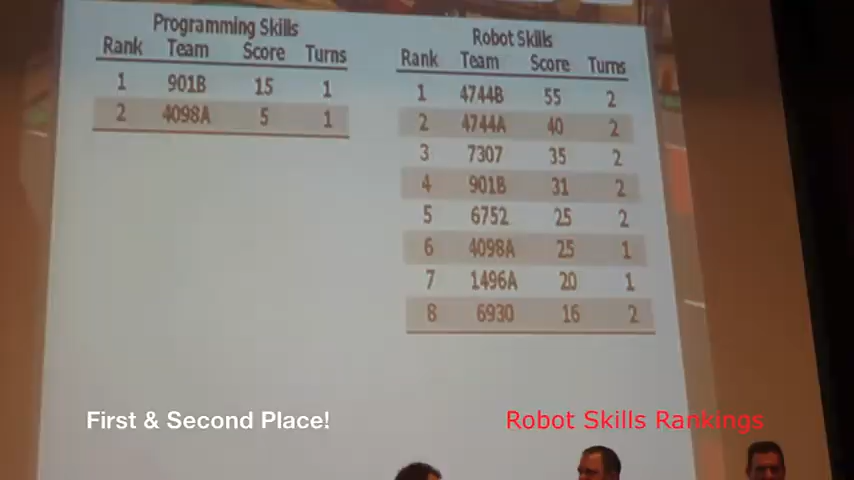 Programming Skills
Rank Team Score Turns
1 901B 15 1
2 4098A 5 1
Robot Skills
Rank Team Score Turns
1 4744B 55 2
2 4744A 40 2
3 7307 35 2
4 901B 31 2
5 6752 25 2
6 4098A 25 1
7 1496A 20 1
8 6930 16 2
First & Second Place!
Robot Skills Rankings